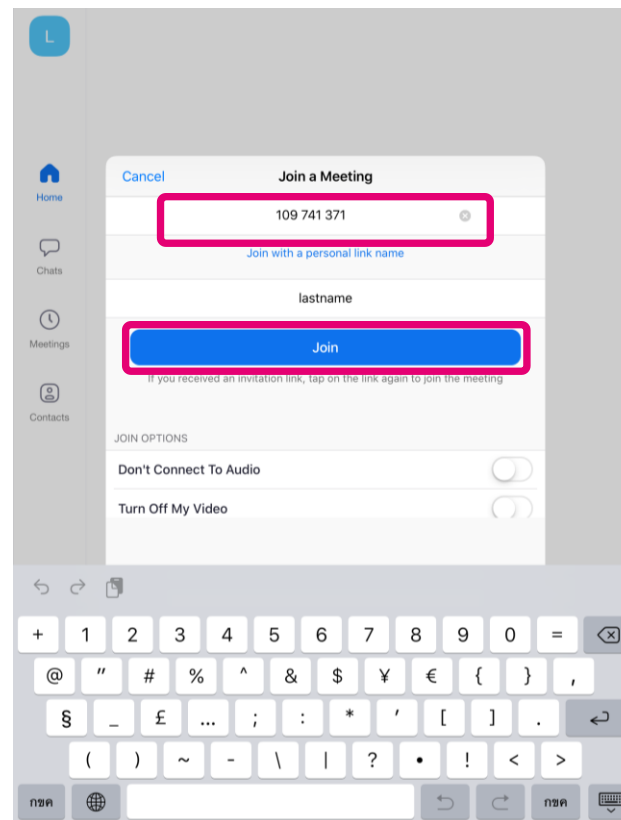 L
Home
Chats
Meetings
Contacts
Cancel
Join a Meeting
109 741 371
Join with a personal link name
lastname
Join
If you received an invitation link, tap on the link again to join the meeting
JOIN OPTIONS
Don't Connect To Audio
Turn Off My Video
+ 1 2 3 4 5 6 7 8 9 0 =
@ " # % ^ & $ ¥ € { } ,
§ _ £ ... ; : * ' [ ] .
( ) ~ - \ | ? • ! < >
กขค กขค